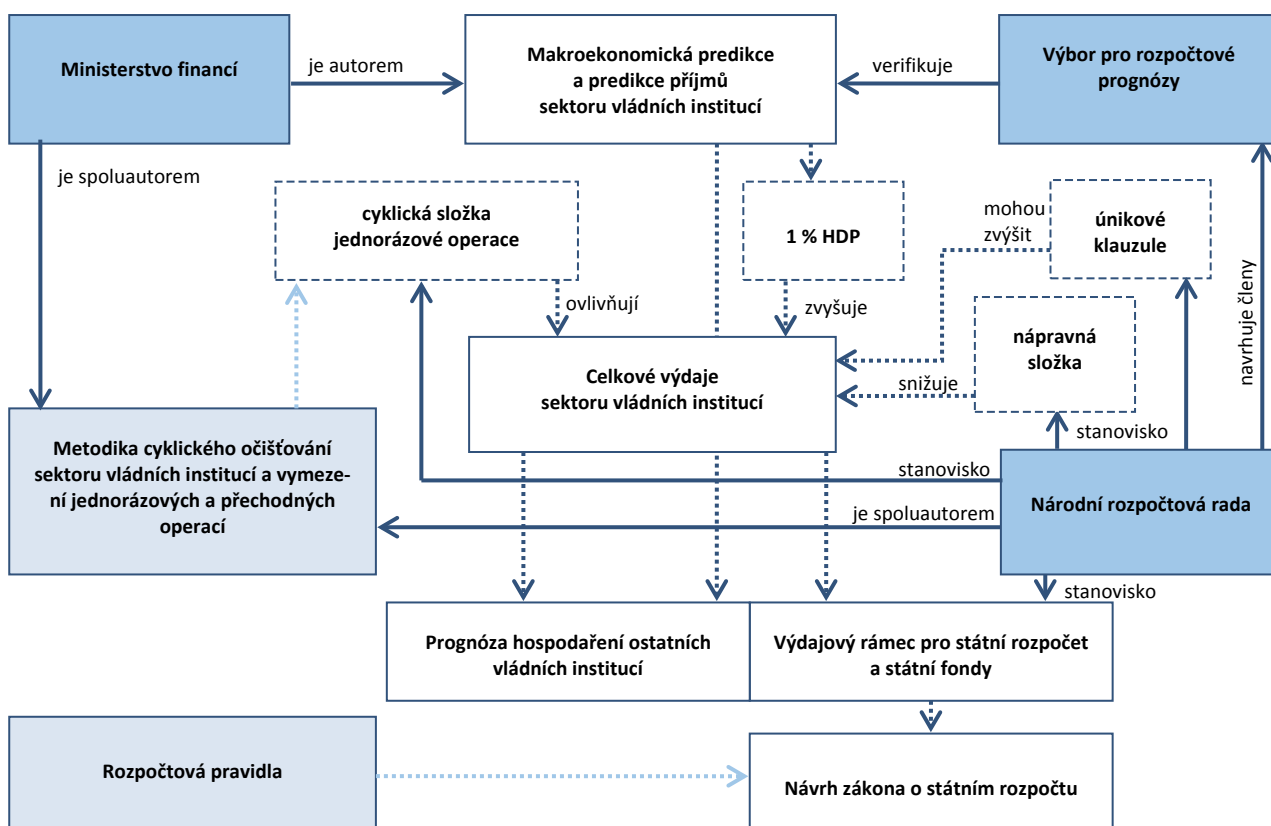 Ministerstvo financí
je autorem
Makroekonomická predikce
a predikce příjmů
sektoru vládních institucí
verifikuje
Výbor pro rozpočtové
prognózy
je spoluautorem
cyklická složka
jednorázové operace
1 % HDP
mohou
zvýšit
únikové
klauzule
navrhuje členy
ovlivňují
zvyšuje
nápravná
složka
Celkové výdaje
sektoru vládních institucí
snižuje
stanovisko
Metodika cyklického očišťování
sektoru vládních institucí a vymeze-
ní jednorázových a přechodných
operací
stanovisko
je spoluautorem
Národní rozpočtová rada
stanovisko
Prognóza hospodaření ostatních
vládních institucí
Výdajový rámec pro státní rozpočet
a státní fondy
Rozpočtová pravidla
Návrh zákona o státním rozpočtu